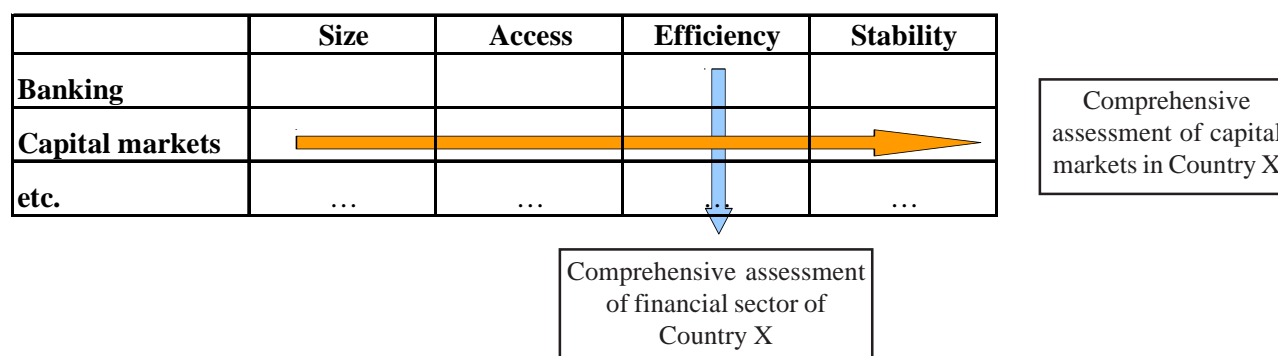 Size Access Efficiency Stability
Banking
Capital markets
etc. … … … …
Comprehensive
assessment of capital
markets in Country X
Comprehensive assessment
of financial sector of
Country X